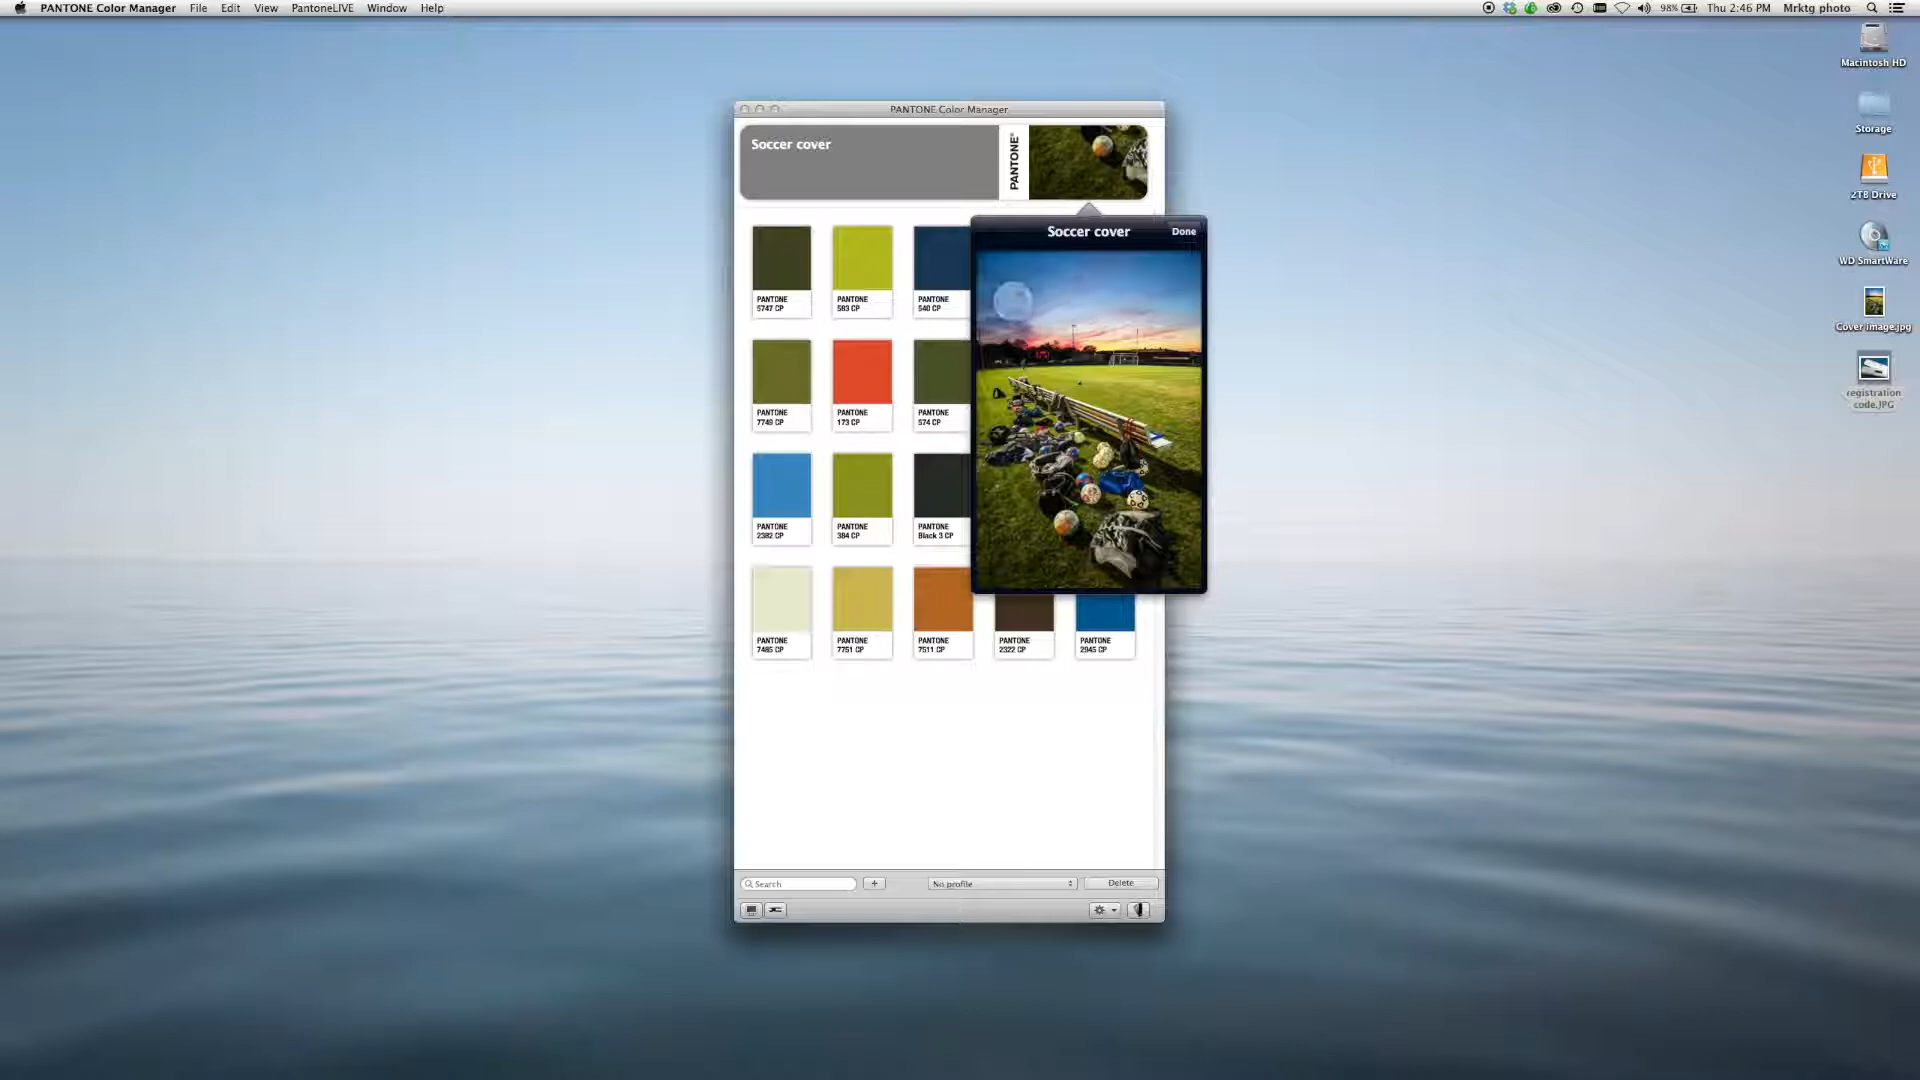 PANTONE Color Manager File Edit View PantoneLIVE Window Help 98% Thu 2:46 PM Mrktg photo
Macintosh HD
Storage
2TB Drive
WD SmartWare
Cover image.jpg
registration
code.JPG
PANTONE Color Manager
Soccer cover
PANTONE®
Soccer cover Done
PANTONE PANTONE PANTONE
5747 CP 583 CP 540 CP
PANTONE PANTONE PANTONE
7749 CP 173 CP 574 CP
PANTONE PANTONE PANTONE
2382 CP 384 CP Black 3 CP
PANTONE PANTONE PANTONE PANTONE PANTONE
7485 CP 7751 CP 7511 CP 2322 CP 2945 CP
Search + No profile Delete